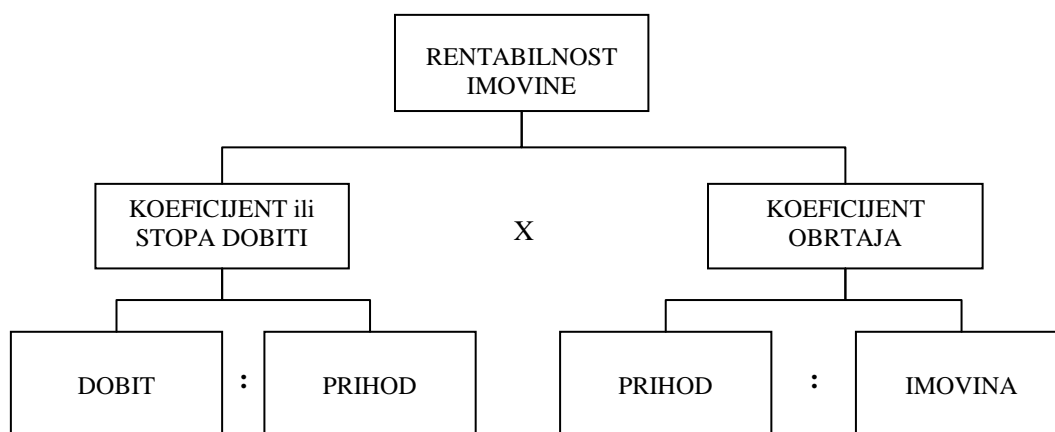 RENTABILNOST
IMOVINE
KOEFICIJENT ili
STOPA DOBITI
X
KOEFICIJENT
OBRTAJA
DOBIT : PRIHOD
PRIHOD : IMOVINA